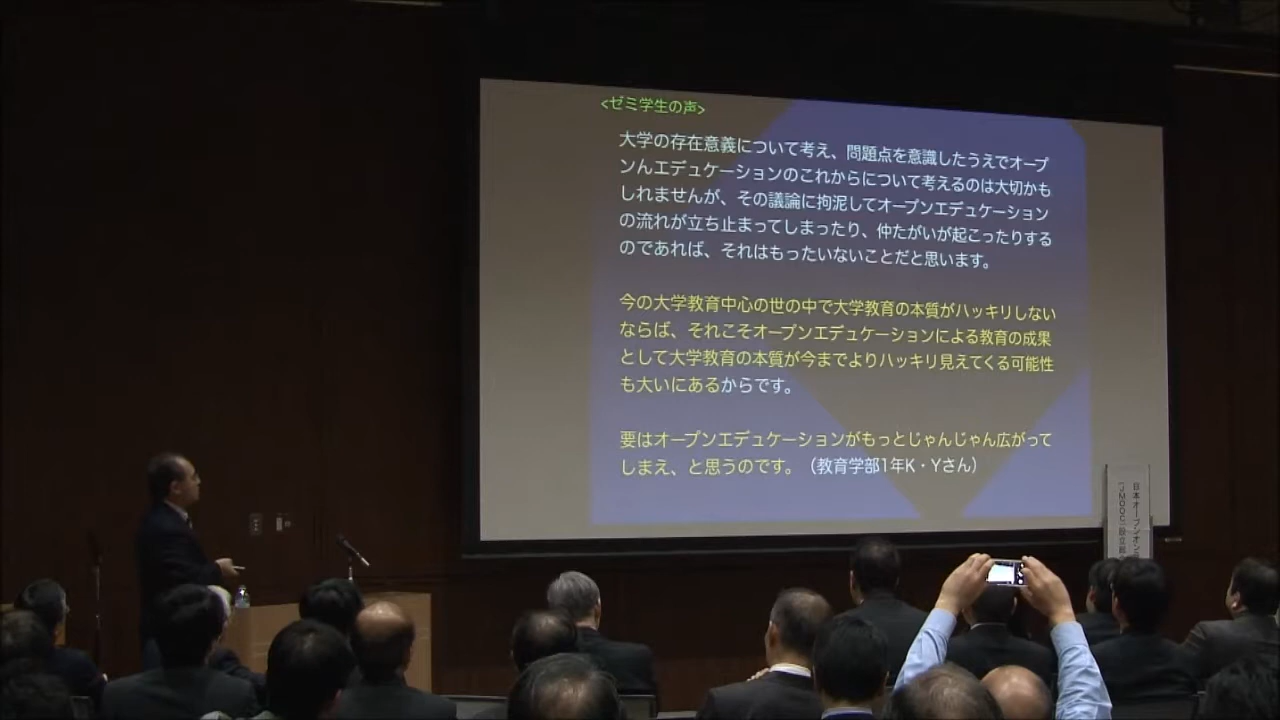 <ゼミ学生の声>
大学の存在意義について考え、問題点を意識したうえでオープ
ンんエデュケーションのこれからについて考えるのは大切かも
しれませんが、その議論に拘泥してオープンエデュケーション
の流れが立ち止まってしまったり、仲たがいが起こったりする
のであれば、それはもったいないことだと思います。
今の大学教育中心の世の中で大学教育の本質がハッキリしない
ならば、それこそオープンエデュケーションによる教育の成果
として大学教育の本質が今までよりハッキリ見えてくる可能性
も大いにあるからです。
要はオープンエデュケーションがもっとじゃんじゃん広がって
しまえ、と思うのです。（教育学部1年K・Yさん）
日本オープンオンラ
JMOOC 設立